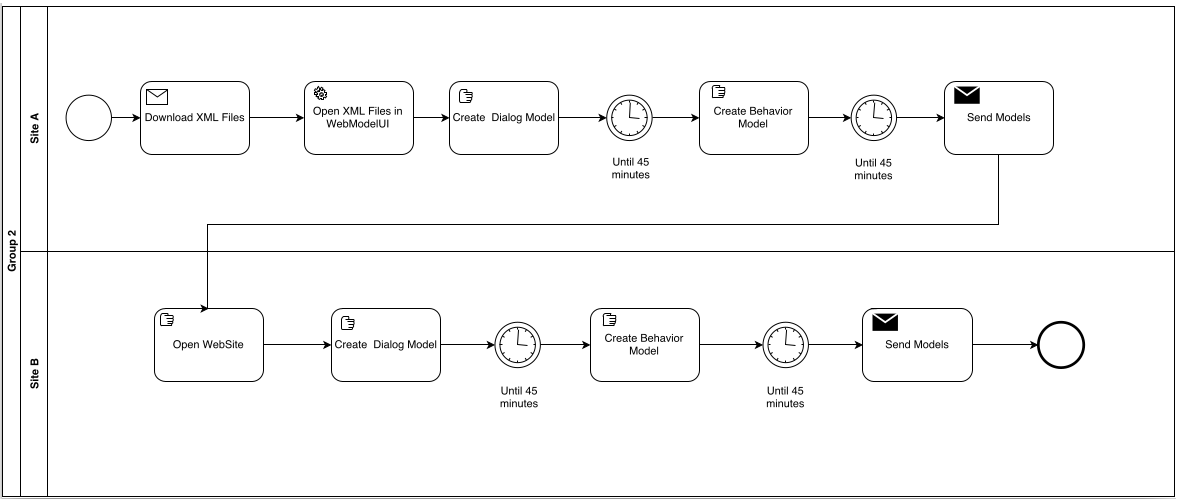 Group 2
Site A
Download XML Files
Open XML Files in
WebModelUI
Create Dialog Model
Until 45
minutes
Create Behavior
Model
Until 45
minutes
Send Models
Site B
Open WebSite
Create Dialog Model
Until 45
minutes
Create Behavior
Model
Until 45
minutes
Send Models